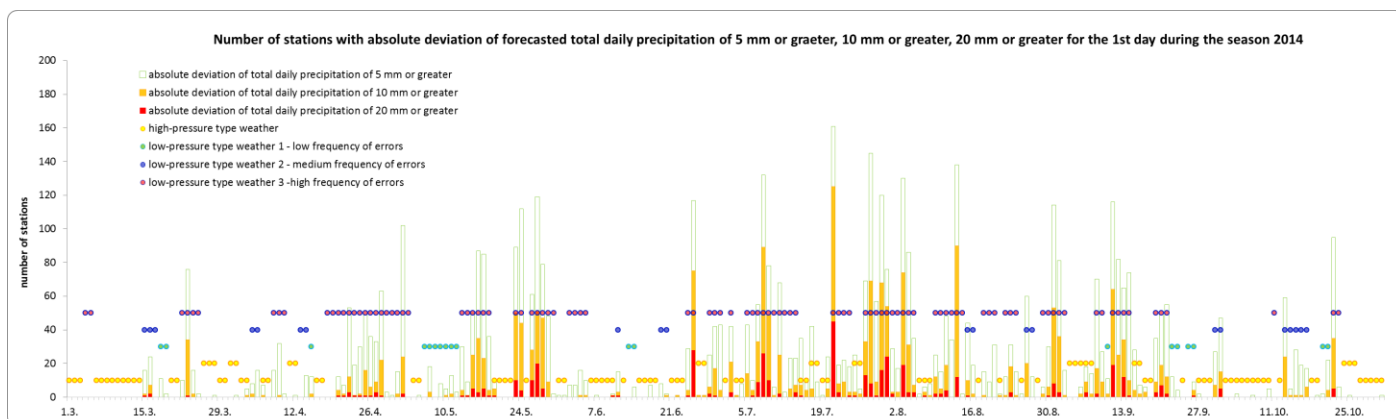 Number of stations with absolute deviation of forecasted total daily precipitation of 5 mm or graeter, 10 mm or greater, 20 mm or greater for the 1st day during the season 2014
number of stations
200
180
160
140
120
100
80
60
40
20
0
absolute deviation of total daily precipitation of 5 mm or greater
absolute deviation of total daily precipitation of 10 mm or greater
absolute deviation of total daily precipitation of 20 mm or greater
high-pressure type weather
low-pressure type weather 1 - low frequency of errors
low-pressure type weather 2 - medium frequency of errors
low-pressure type weather 3 -high frequency of errors
1.3. 15.3. 29.3. 12.4. 26.4. 10.5. 24.5. 7.6. 21.6. 5.7. 19.7. 2.8. 16.8. 30.8. 13.9. 27.9. 11.10. 25.10.